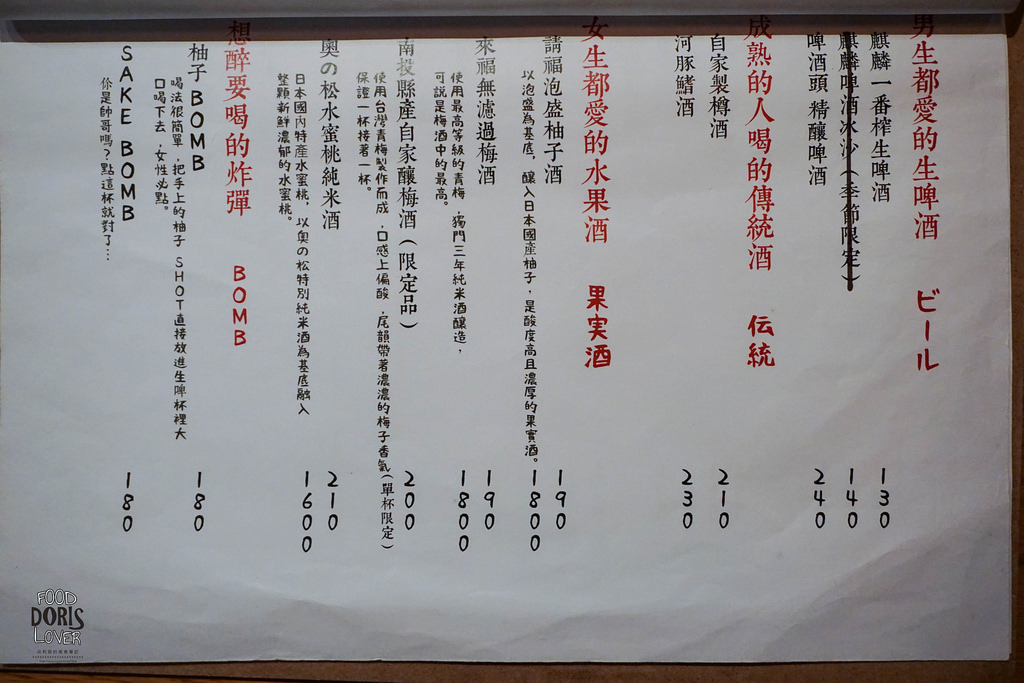 男生都愛的生啤酒 ビール
麒麟一番榨生啤酒 130
麒麟啤酒冰沙(季節限定) 140
啤酒頭 精釀啤酒 240
成熟的人喝的傳統酒 伝統
自家製樽酒 210
河豚鰭酒 230
女生都愛的水果酒 果実酒
請福泡盛柚子酒 190
以泡盛為基底,釀入日本國產柚子,是酸度高且濃厚的果實酒。 1800
來福無濾過梅酒 190
使用最高等級的青梅,獨門三年純米酒釀造, 1800
可說是梅酒中的最高。
南投縣產自家釀梅酒(限定品) 200
使用台灣青梅製作而成,口感上偏酸,尾韻帶著濃濃的梅子香氣(單杯限定)
保證一杯接著一杯。
奧の松水蜜桃純米酒 210
日本國內特產水蜜桃,以奧の松特別純米酒為基底融入 1600
整顆新鮮濃郁的水蜜桃。
想醉要喝的炸彈 BOMB
柚子BOMB 180
喝法很簡單,把手上的柚子SHOT直接放進生啤杯裡大
口喝下去,女性必點。
SAKE BOMB 180
你是帥哥嗎?點這杯就對了...
FOOD
DORIS
LOVER